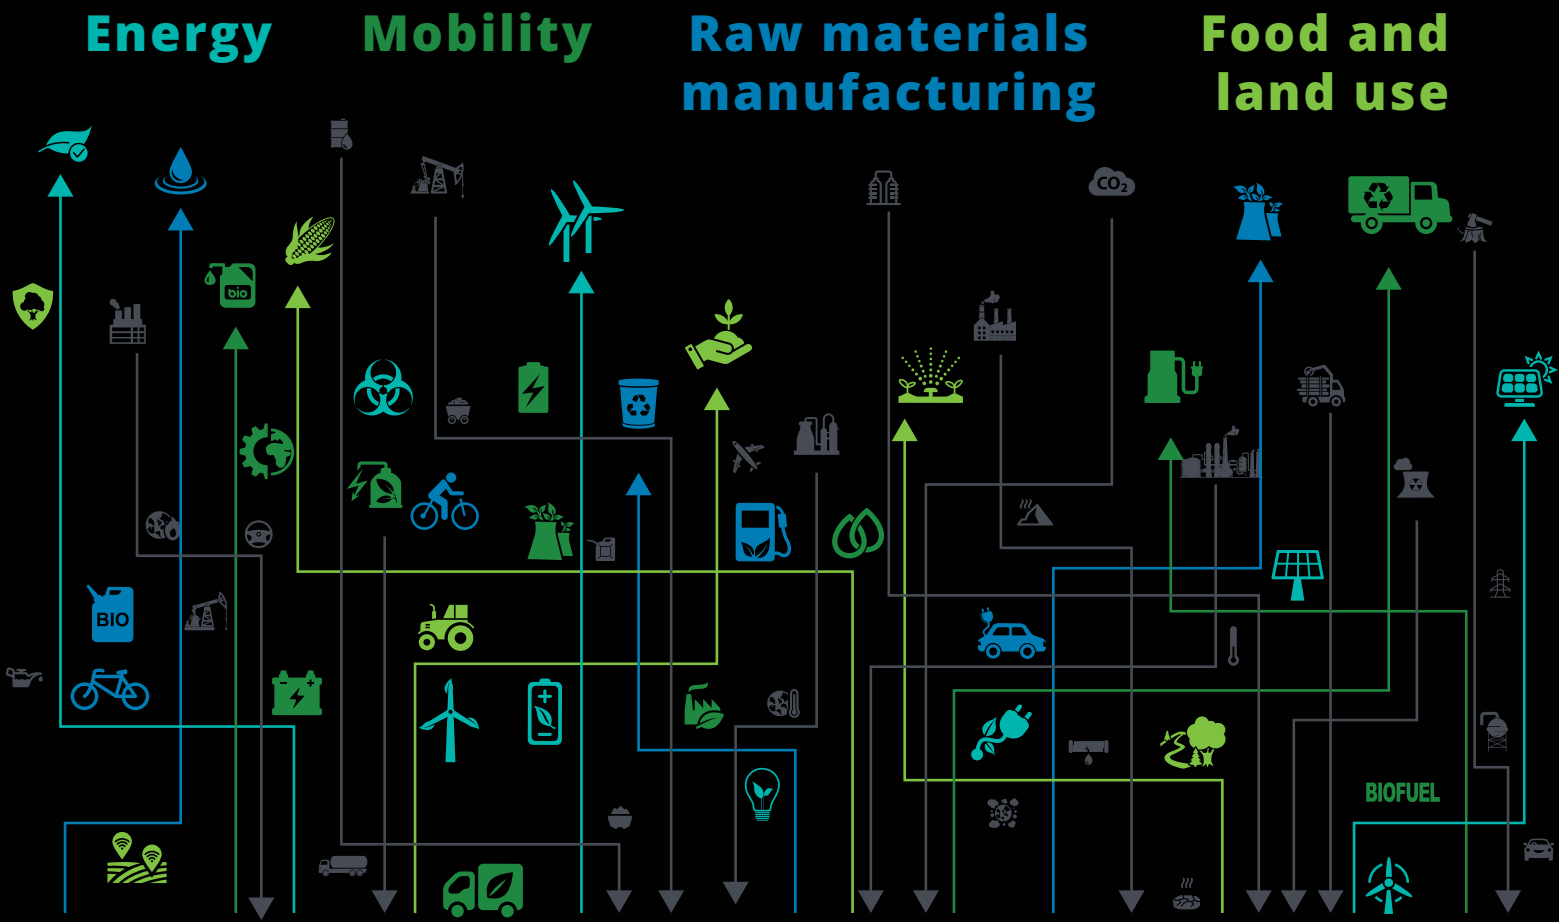 Energy
Mobility
Raw materials
manufacturing
Food and
land use
CO2
bio
BIO
BIOFUEL